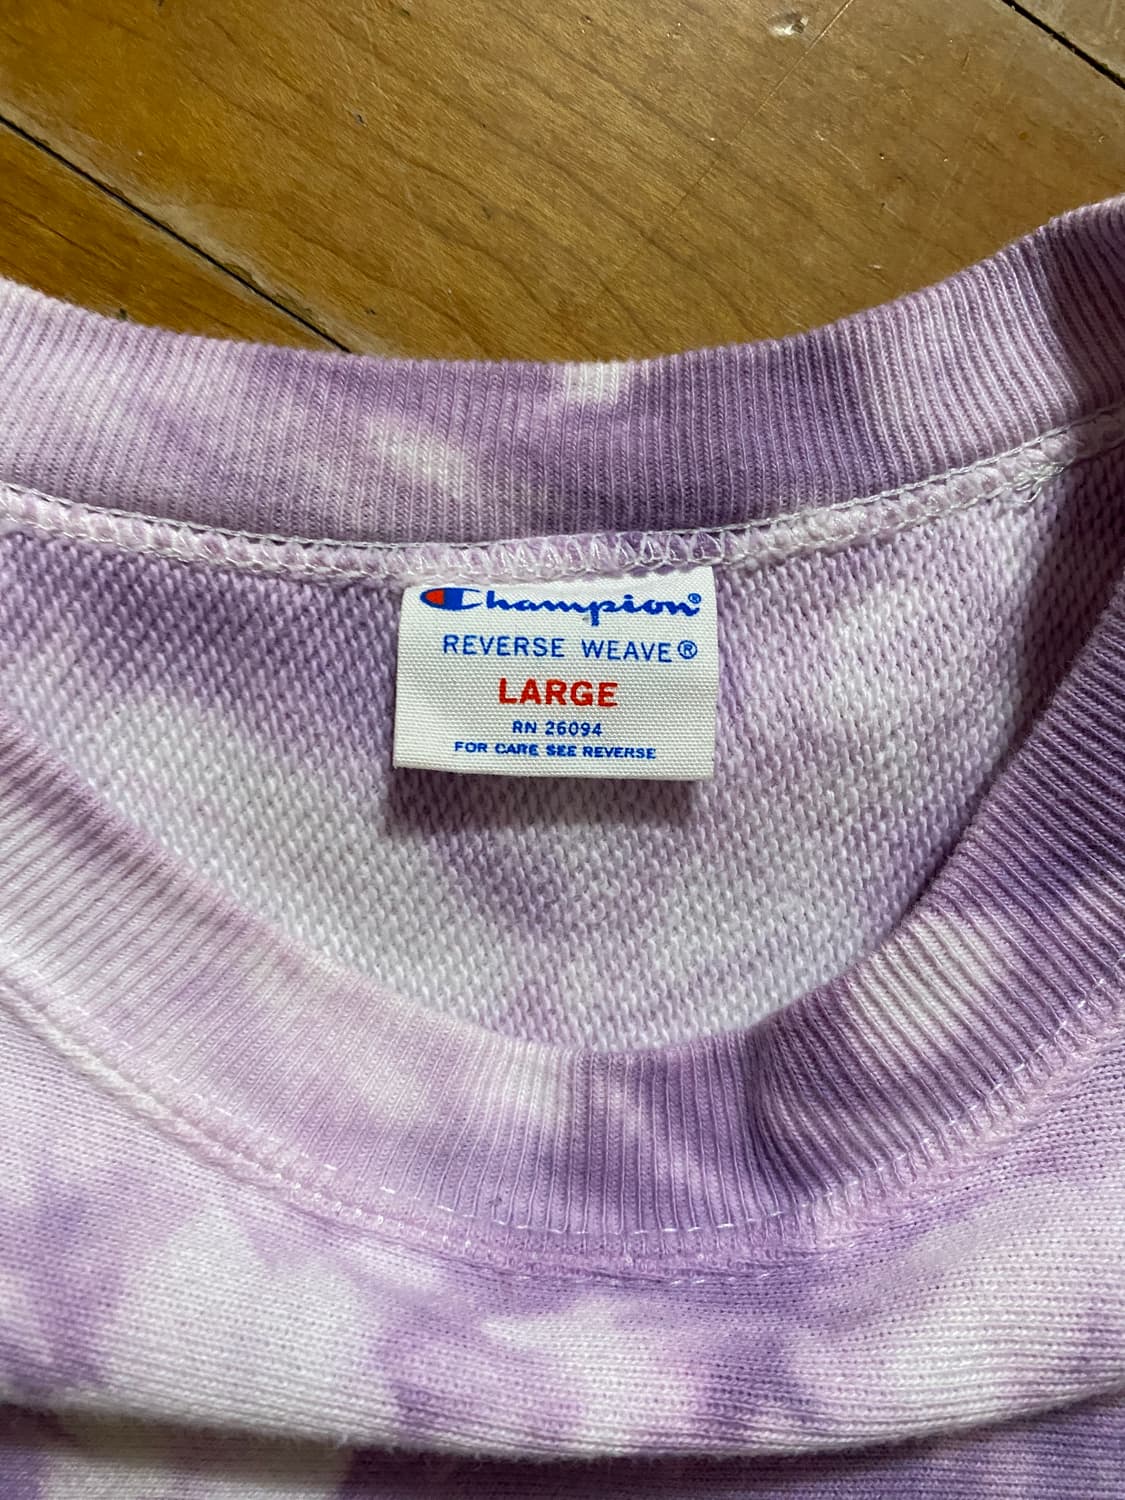 Champion®
REVERSE WEAVE®
LARGE
RN 26094
FOR CARE SEE REVERSE